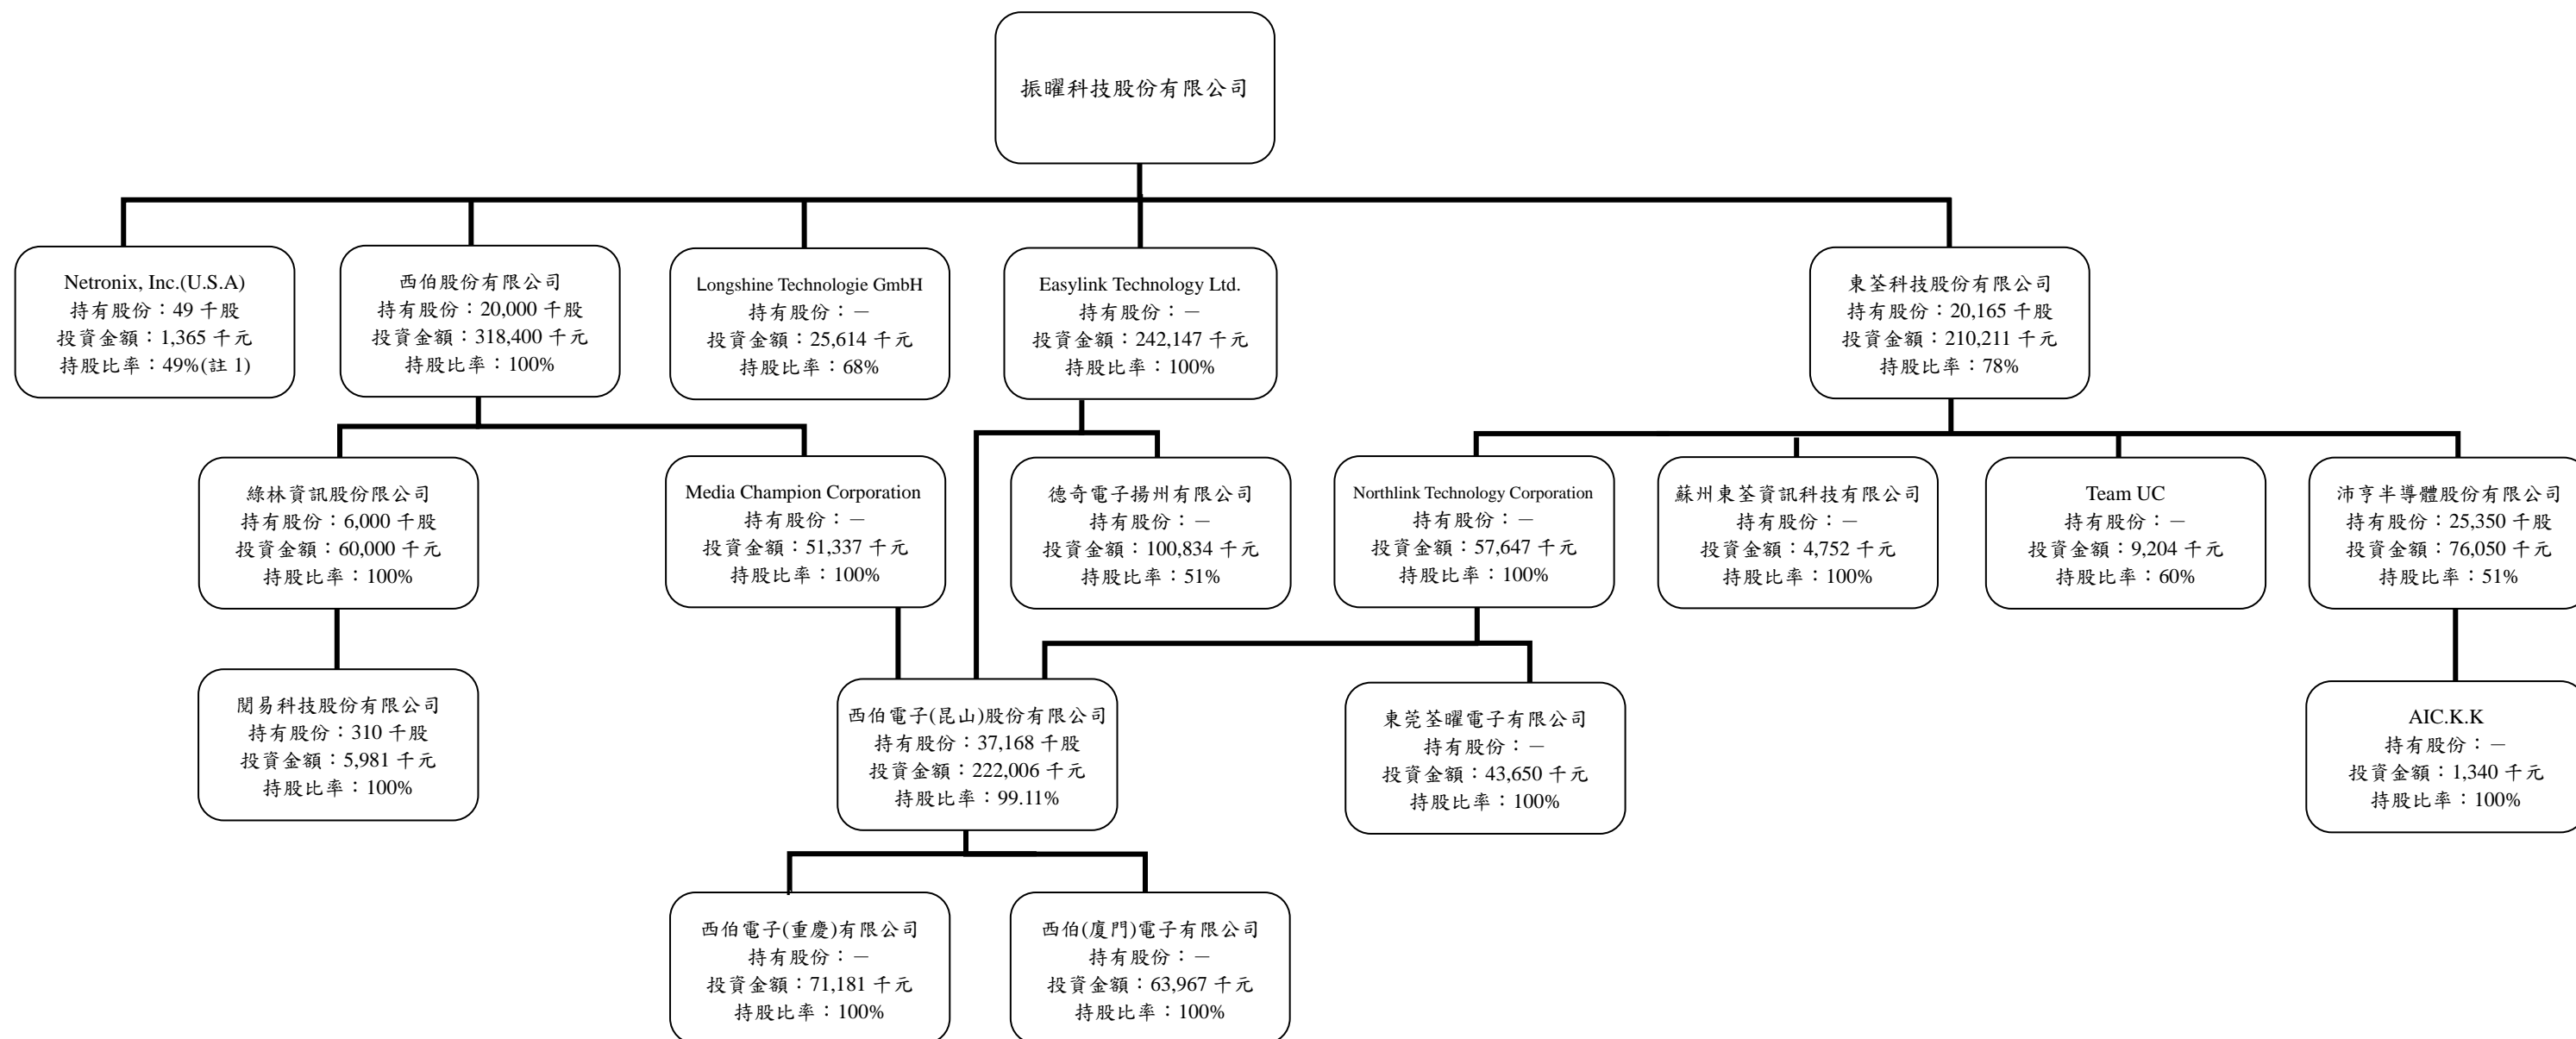 振曜科技股份有限公司
Netronix, Inc.(U.S.A)
持有股份：49 千股
投資金額：1,365 千元
持股比率：49%(註 1)
西伯股份有限公司
持有股份：20,000 千股
投資金額：318,400 千元
持股比率：100%
Longshine Technologie GmbH
持有股份：－
投資金額：25,614 千元
持股比率：68%
Easylink Technology Ltd.
持有股份：－
投資金額：242,147 千元
持股比率：100%
東荃科技股份有限公司
持有股份：20,165 千股
投資金額：210,211 千元
持股比率：78%
綠林資訊股份限公司
持有股份：6,000 千股
投資金額：60,000 千元
持股比率：100%
Media Champion Corporation
持有股份：－
投資金額：51,337 千元
持股比率：100%
德奇電子揚州有限公司
持有股份：－
投資金額：100,834 千元
持股比率：51%
Northlink Technology Corporation
持有股份：－
投資金額：57,647 千元
持股比率：100%
蘇州東荃資訊科技有限公司
持有股份：－
投資金額：4,752 千元
持股比率：100%
Team UC
持有股份：－
投資金額：9,204 千元
持股比率：60%
沛亨半導體股份有限公司
持有股份：25,350 千股
投資金額：76,050 千元
持股比率：51%
閱易科技股份有限公司
持有股份：310 千股
投資金額：5,981 千元
持股比率：100%
西伯電子(昆山)股份有限公司
持有股份：37,168 千股
投資金額：222,006 千元
持股比率：99.11%
東莞荃曜電子有限公司
持有股份：－
投資金額：43,650 千元
持股比率：100%
AIC.K.K
持有股份：－
投資金額：1,340 千元
持股比率：100%
西伯電子(重慶)有限公司
持有股份：－
投資金額：71,181 千元
持股比率：100%
西伯(廈門)電子有限公司
持有股份：－
投資金額：63,967 千元
持股比率：100%